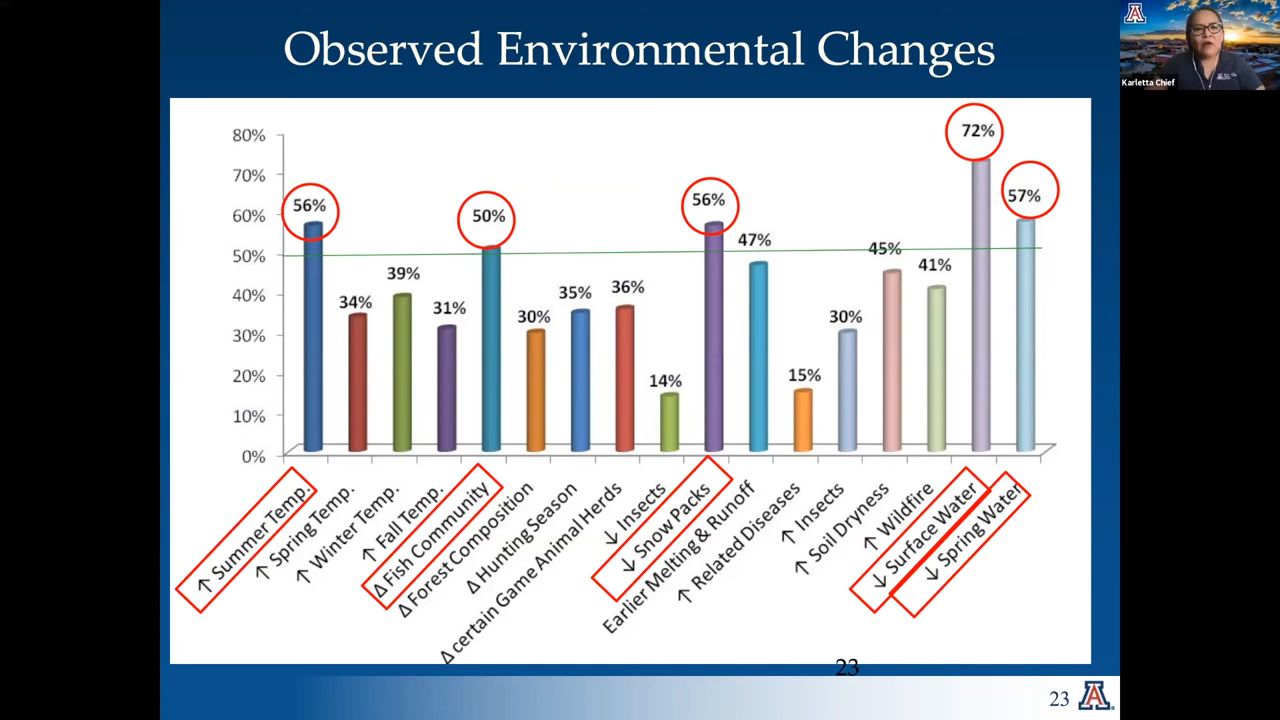 Observed Environmental Changes
Karletta Chief
80%
70%
60%
50%
40%
30%
20%
10%
0%
56%
34%
39%
31%
50%
30%
35%
36%
14%
56%
47%
15%
30%
45%
41%
72%
57%
↑ Summer Temp.
↑ Spring Temp.
↑ Winter Temp.
↑ Fall Temp.
Δ Fish Community
Δ Forest Composition
Δ Hunting Season
Δ certain Game Animal Herds
↓ Insects
↓ Snow Packs
Earlier Melting & Runoff
↑ Related Diseases
↑ Insects
↑ Soil Dryness
↑ Wildfire
↓ Surface Water
↓ Spring Water
23
23
A
A